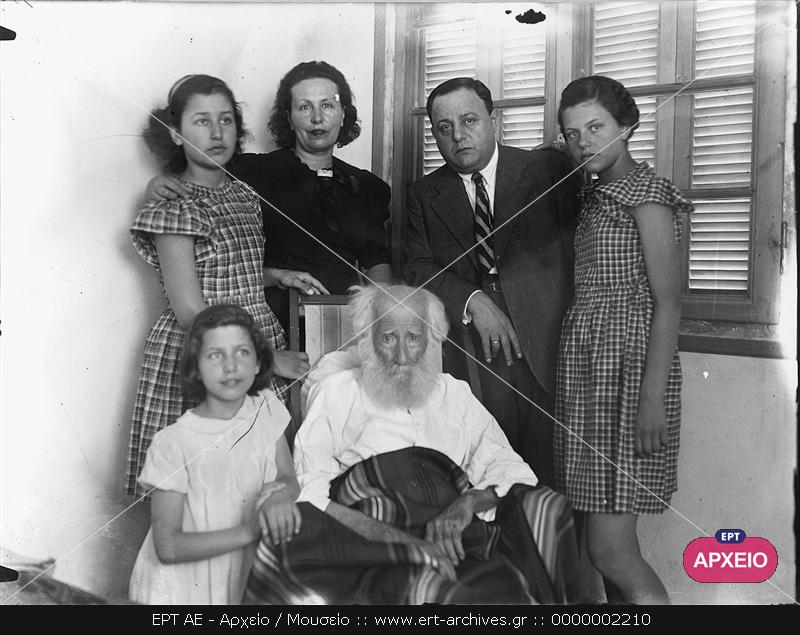 ΕΡΤ
ΑΡΧΕΙΟ
ΕΡΤ ΑΕ - Αρχείο / Μουσείο :: www.ert-archives.gr :: 0000002210